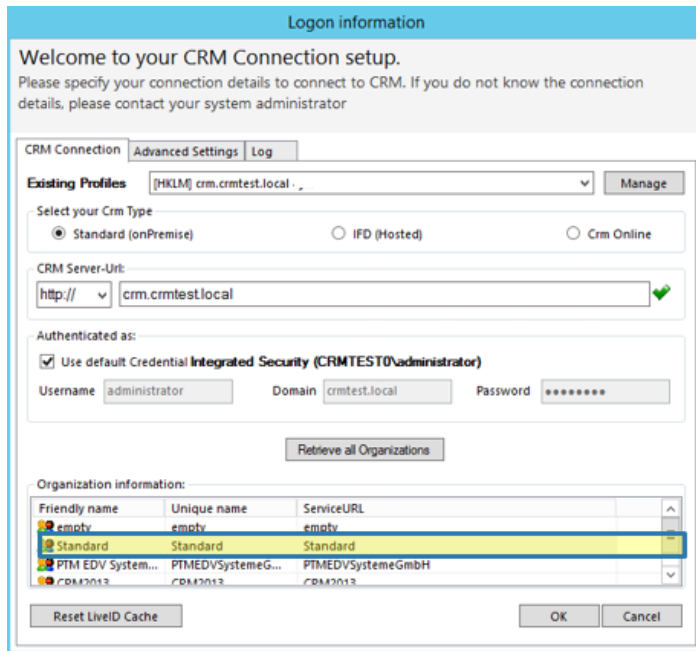 Logon information
Welcome to your CRM Connection setup.
Please specify your connection details to connect to CRM. If you do not know the connection
details, please contact your system administrator
CRM Connection Advanced Settings Log
Existing Profiles [HKLM] crm.crmtest.local - Manage
Select your Crm Type
Standard (onPremise) IFD (Hosted) Crm Online
CRM Server-Url:
http:// crm.crmtest.local
Authenticated as:
Use default Credential Integrated Security (CRMTEST0\administrator)
Username administrator Domain crmtest.local Password ●●●●●●●●
Retrieve all Organizations
Organization information:
Friendly name Unique name ServiceURL
empty empty empty
Standard Standard Standard
PTM EDV System... PTMEDVSystemeG... PTMEDVSystemeGmbH
CRM2013 CRM2013 CRM2013
Reset LiveID Cache OK Cancel